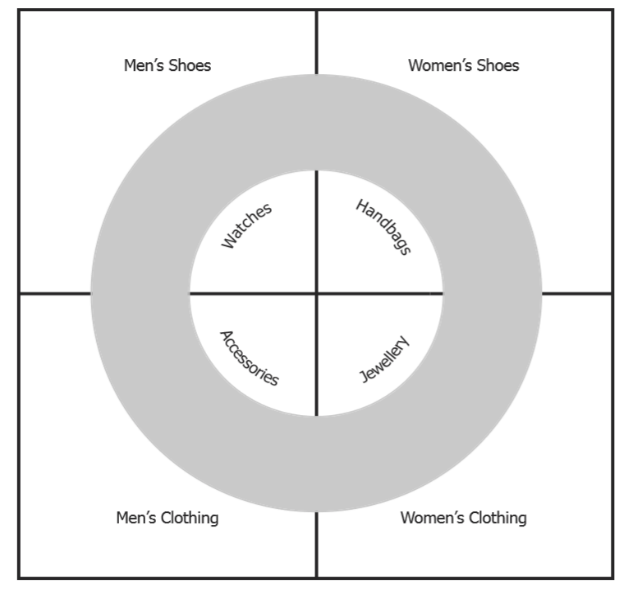 Men's Shoes
Women's Shoes
Watches
Handbags
Accessories
Jewellery
Men's Clothing
Women's Clothing